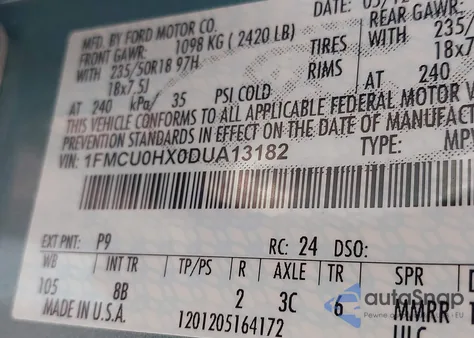 MFD. BY FORD MOTOR CO.
DATE:
FRONT GAWR: 1098 KG ( 2420 LB)
REAR GAWR:
WITH 235/50R18 97H TIRES WITH 235/
18x7.5J RIMS 18x7
AT 240 kPa/ 35 PSI COLD AT 240
THIS VEHICLE CONFORMS TO ALL APPLICABLE FEDERAL MOTOR V
PREVENTION STANDARDS IN EFFECT ON THE DATE OF MANUFACT
VIN: 1FMCU0HX0DUA13182 TYPE: MP
EXT PNT: P9 RC: 24 DSO:
WB INT TR TP/PS R AXLE TR SPR
105 8B 2 3C 6 MMRR
MADE IN U.S.A. 1201205164172
autoSnap